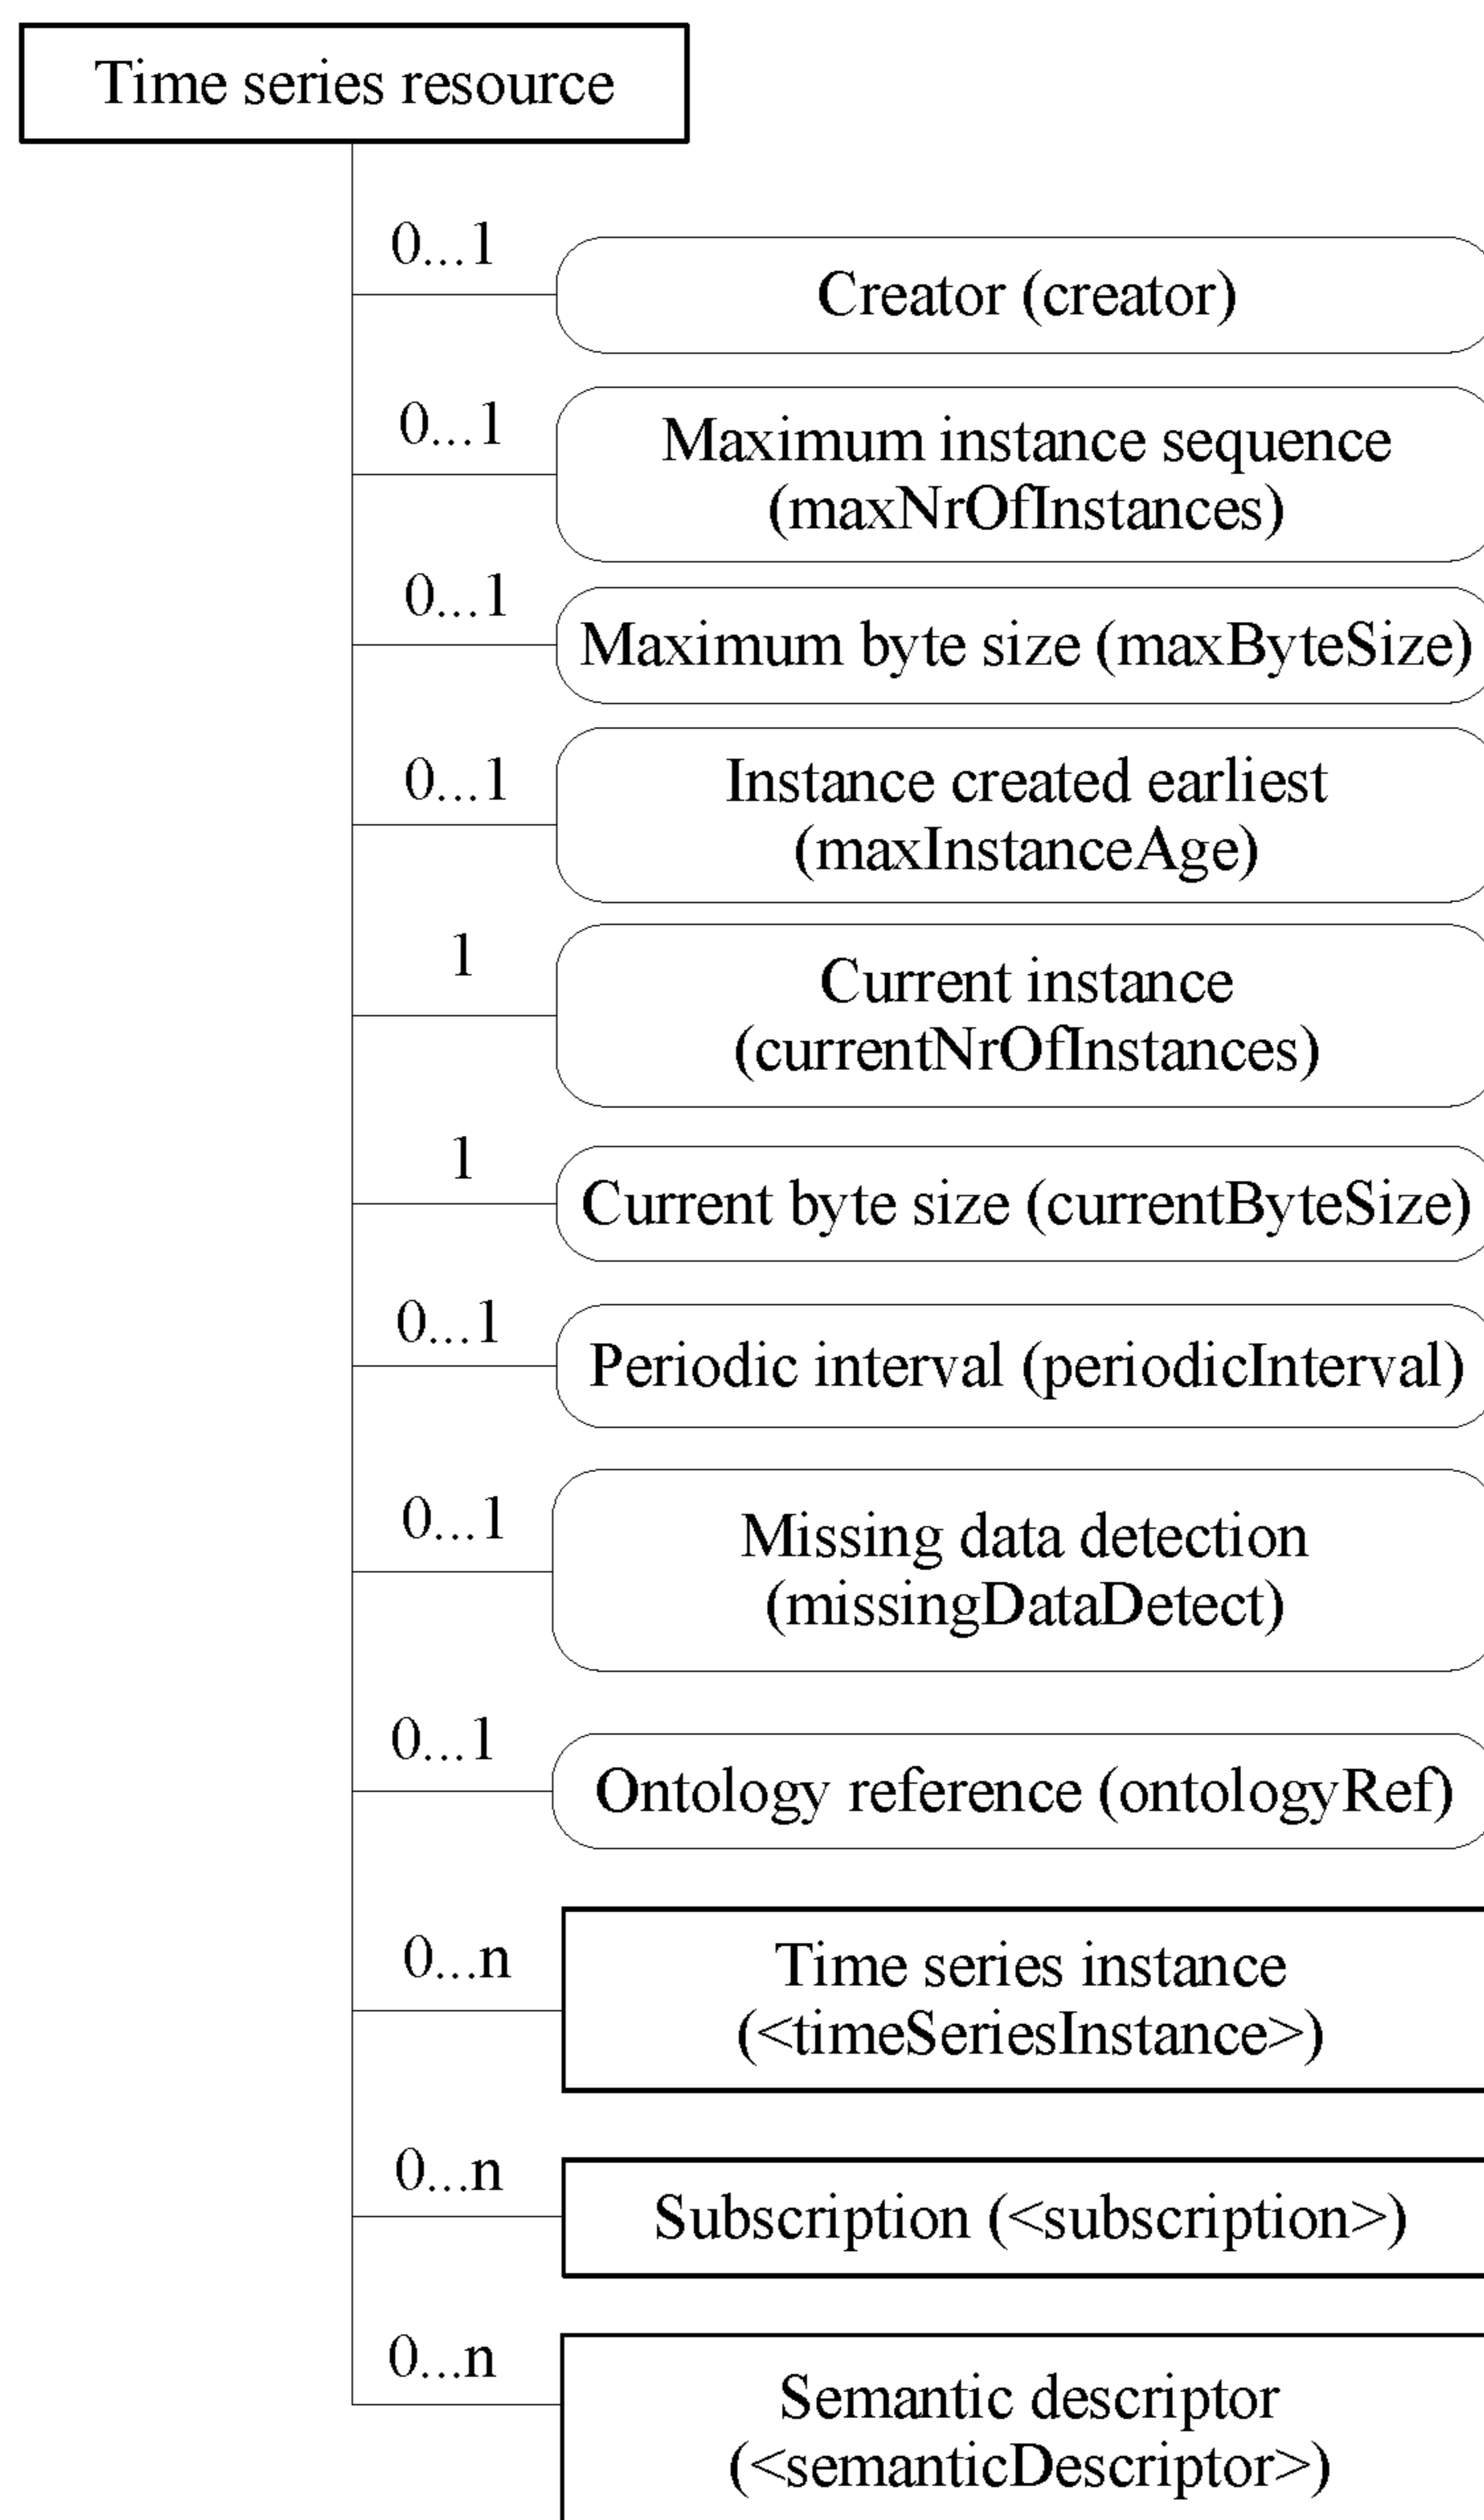 Time series resource
0...1
Creator (creator)
0...1
Maximum instance sequence
(maxNrOfInstances)
0...1
Maximum byte size (maxByteSize)
0...1
Instance created earliest
(maxInstanceAge)
1
Current instance
(currentNrOfInstances)
1
Current byte size (currentByteSize)
0...1
Periodic interval (periodicInterval)
0...1
Missing data detection
(missingDataDetect)
0...1
Ontology reference (ontologyRef)
0...n
Time series instance
(<timeSeriesInstance>)
0...n
Subscription (<subscription>)
0...n
Semantic descriptor
(<semanticDescriptor>)